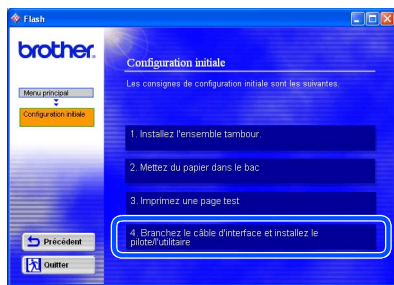 Flash
brother.
Menu principal
Configuration initiale
Configuration initiale
Les consignes de configuration initiale sont les suivantes.
1. Installez l'ensemble tambour.
2. Mettez du papier dans le bac
3. Imprimez une page test
4. Branchez le câble d'interface et installez le
pilote/l'utilitaire
Précédent
Quitter